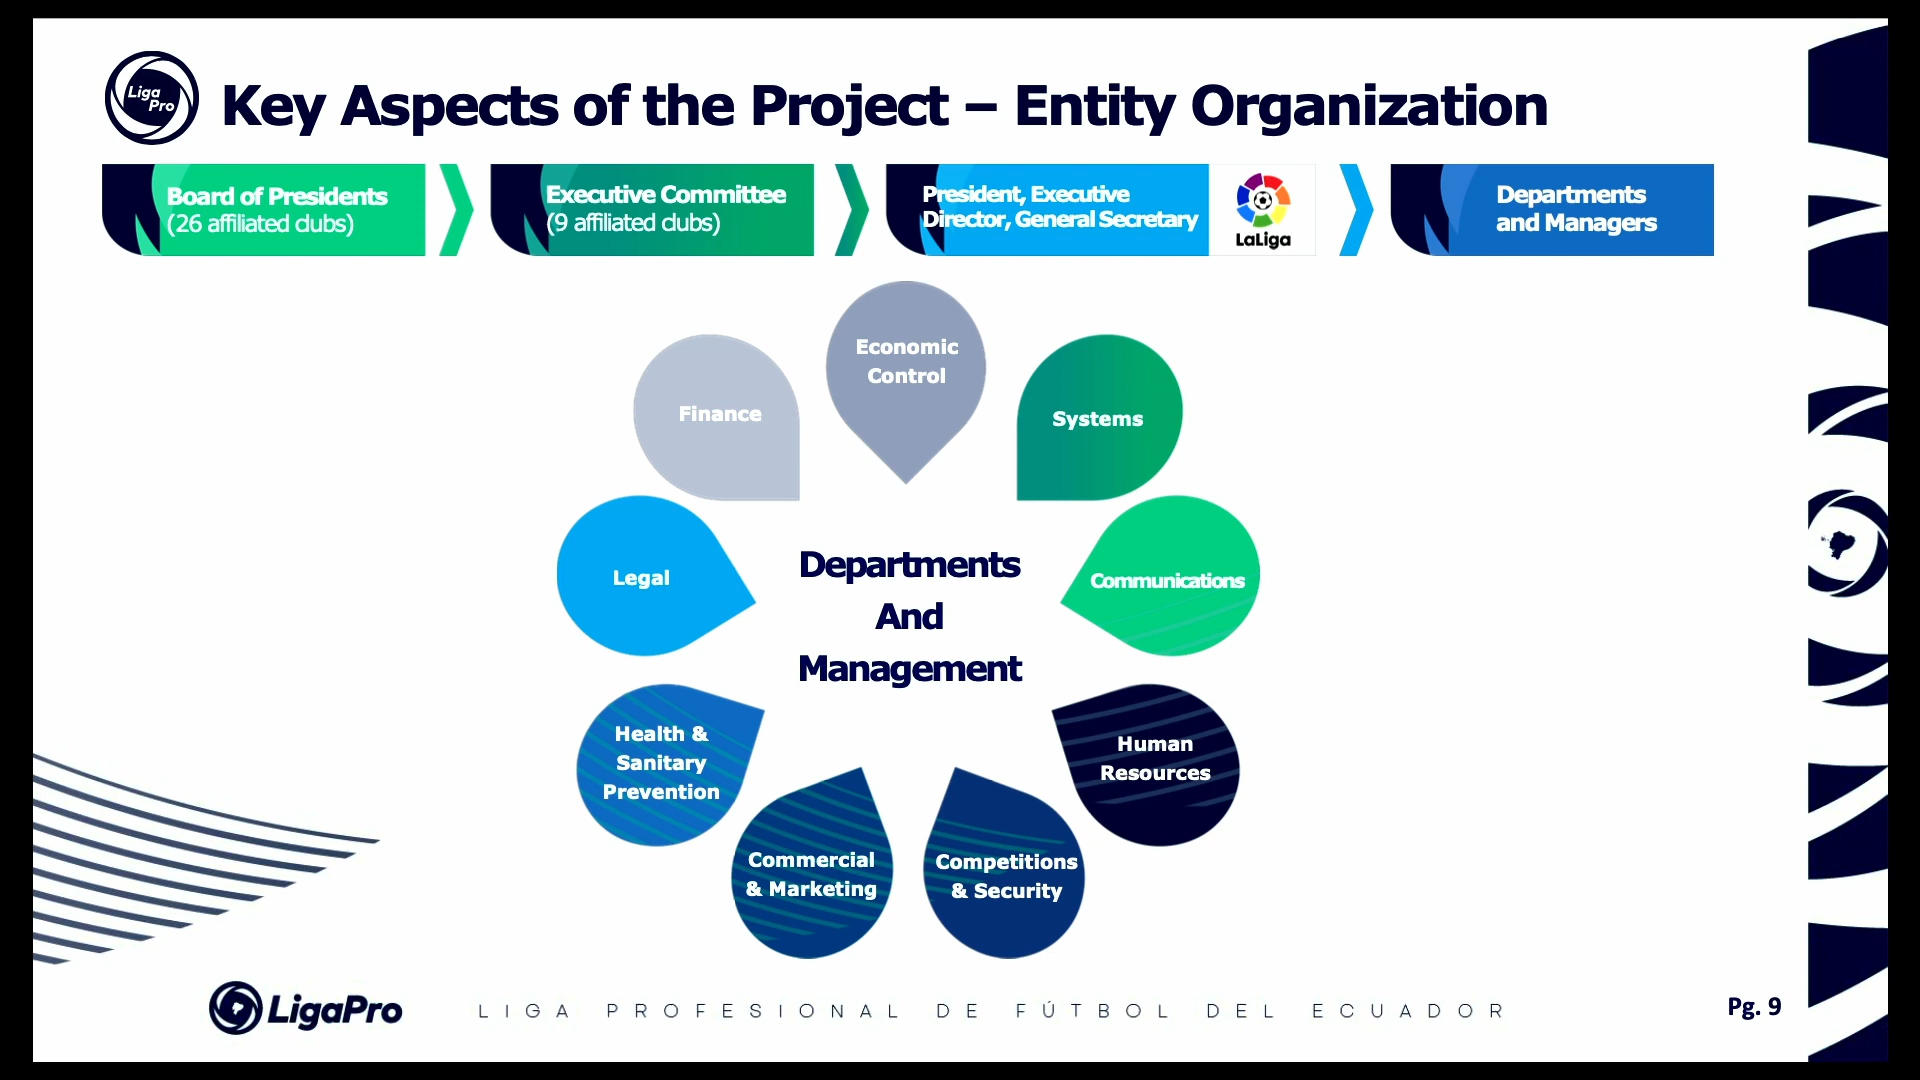 Liga
Pro
Key Aspects of the Project – Entity Organization
Board of Presidents
(26 affiliated clubs)
Executive Committee
(9 affiliated clubs)
President, Executive
Director, General Secretary
LaLiga
Departments
and Managers
Economic
Control
Finance
Systems
Legal
Communications
Departments
And
Management
Health &
Sanitary
Prevention
Human
Resources
Commercial
& Marketing
Competitions
& Security
LigaPro
LIGA PROFESIONAL DE FÚTBOL DEL ECUADOR
Pg. 9